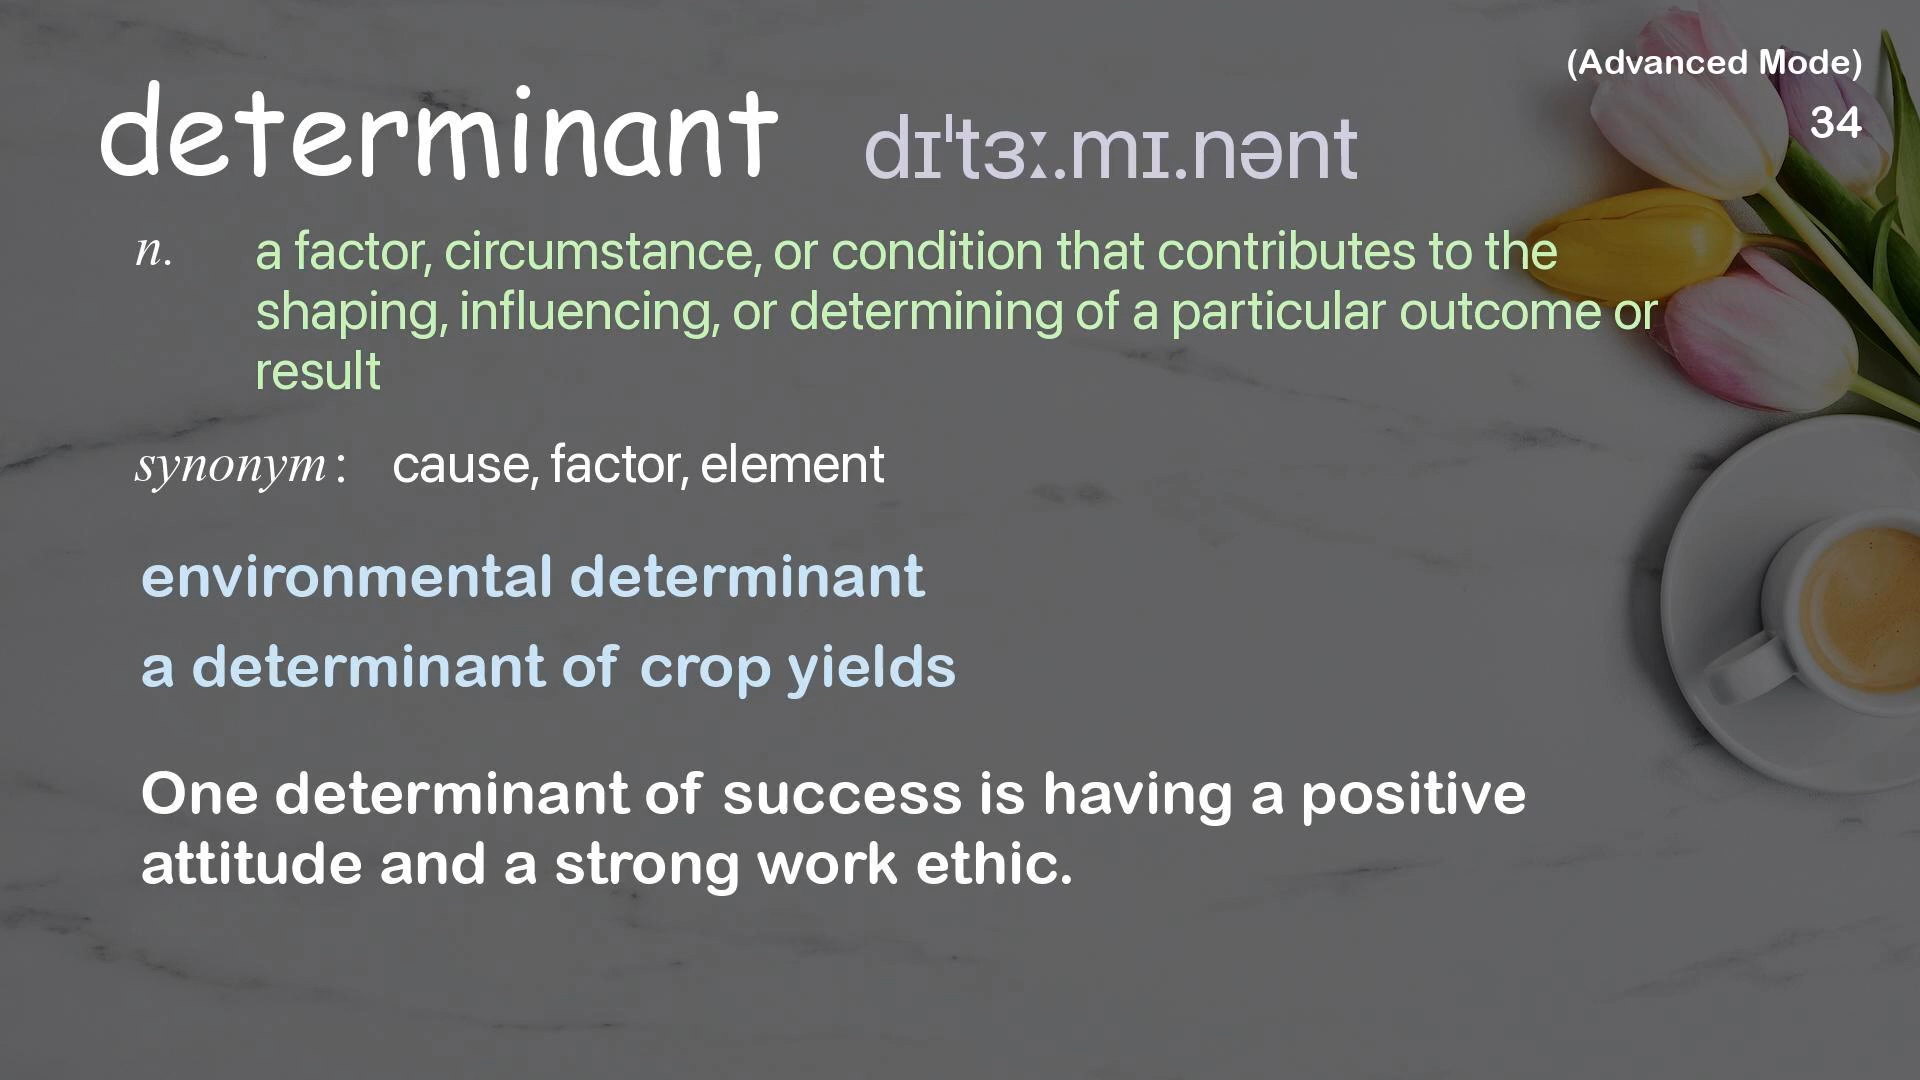 (Advanced Mode)
34
determinant dɪˈtɜː.mɪ.nənt
n. a factor, circumstance, or condition that contributes to the
shaping, influencing, or determining of a particular outcome or
result
synonym: cause, factor, element
environmental determinant
a determinant of crop yields
One determinant of success is having a positive
attitude and a strong work ethic.